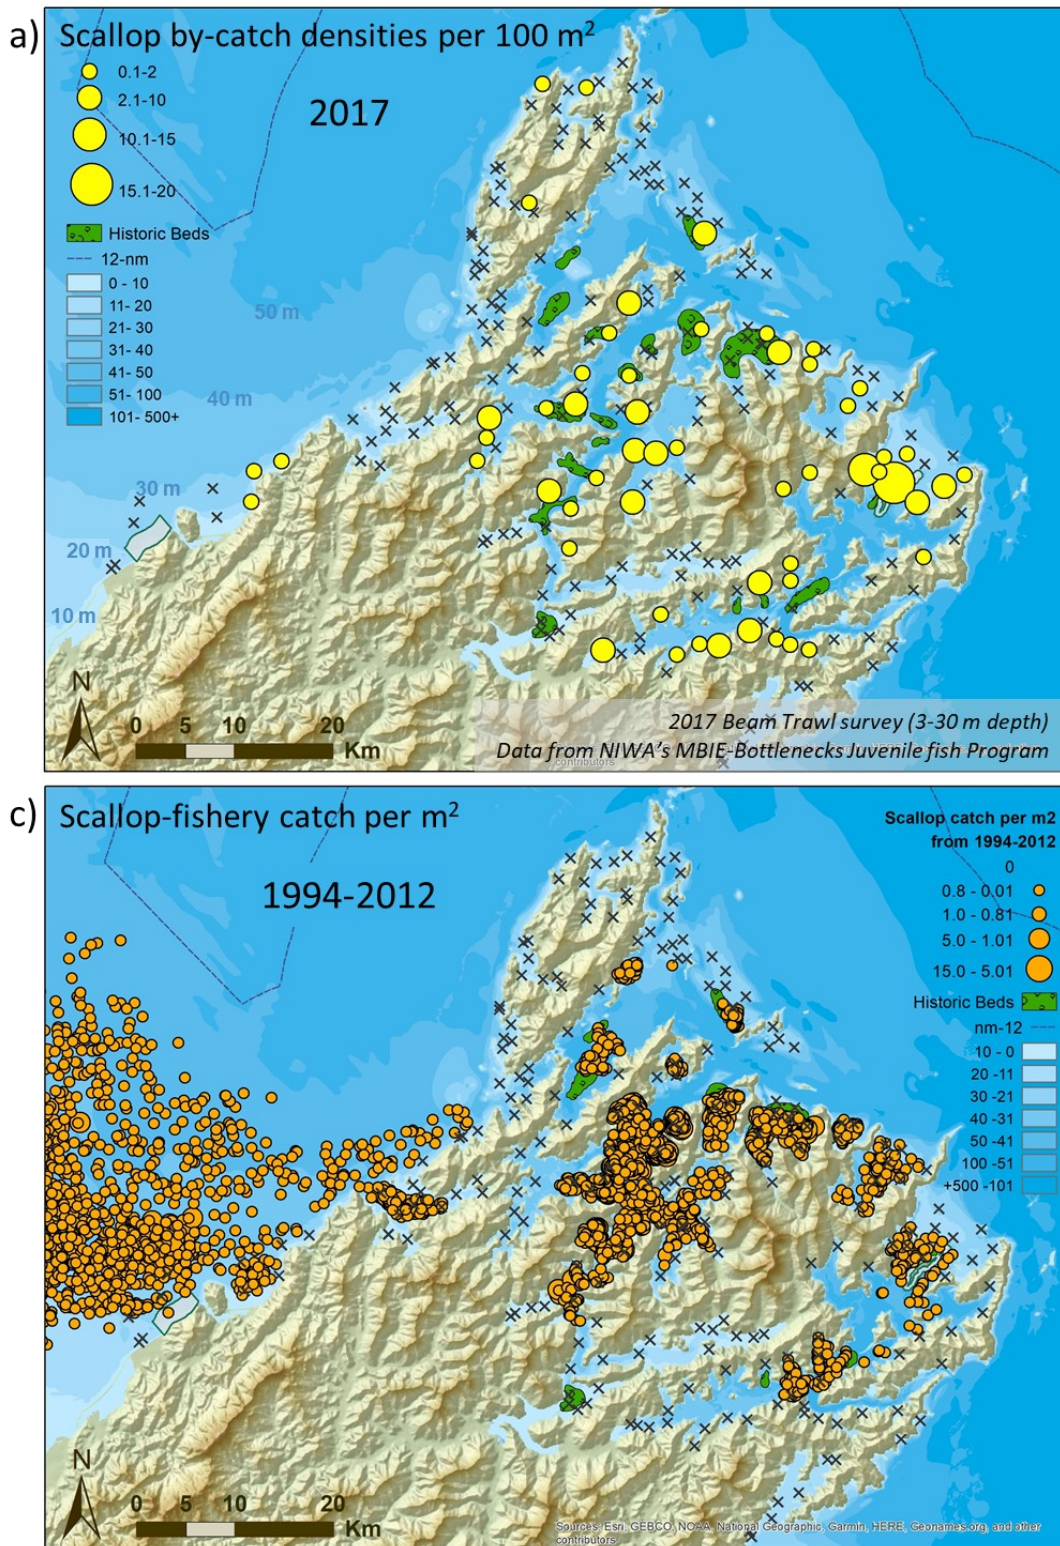 a) Scallop by-catch densities per 100 m²
0.1-2
2.1-10
10.1-15
15.1-20
2017
Historic Beds
12-nm
0 - 10
11- 20
21- 30
31- 40
41- 50
51- 100
101- 500+
50 m
40 m
30 m
20 m
10 m
N
0 5 10 20
Km
2017 Beam Trawl survey (3-30 m depth)
Data from NIWA's MBIE-Bottlenecks Juvenile fish Program
contributors
c) Scallop-fishery catch per m²
1994-2012
Scallop catch per m2
from 1994-2012
0
0.8 - 0.01
1.0 - 0.81
5.0 - 1.01
15.0 - 5.01
Historic Beds
nm-12
10 - 0
20 -11
30 -21
40 -31
50 -41
100 -51
+500 -101
N
0 5 10 20
Km
Sources: Esri, GEBCO, NOAA, National Geographic, Garmin, HERE, Geonames.org, and other
contributors